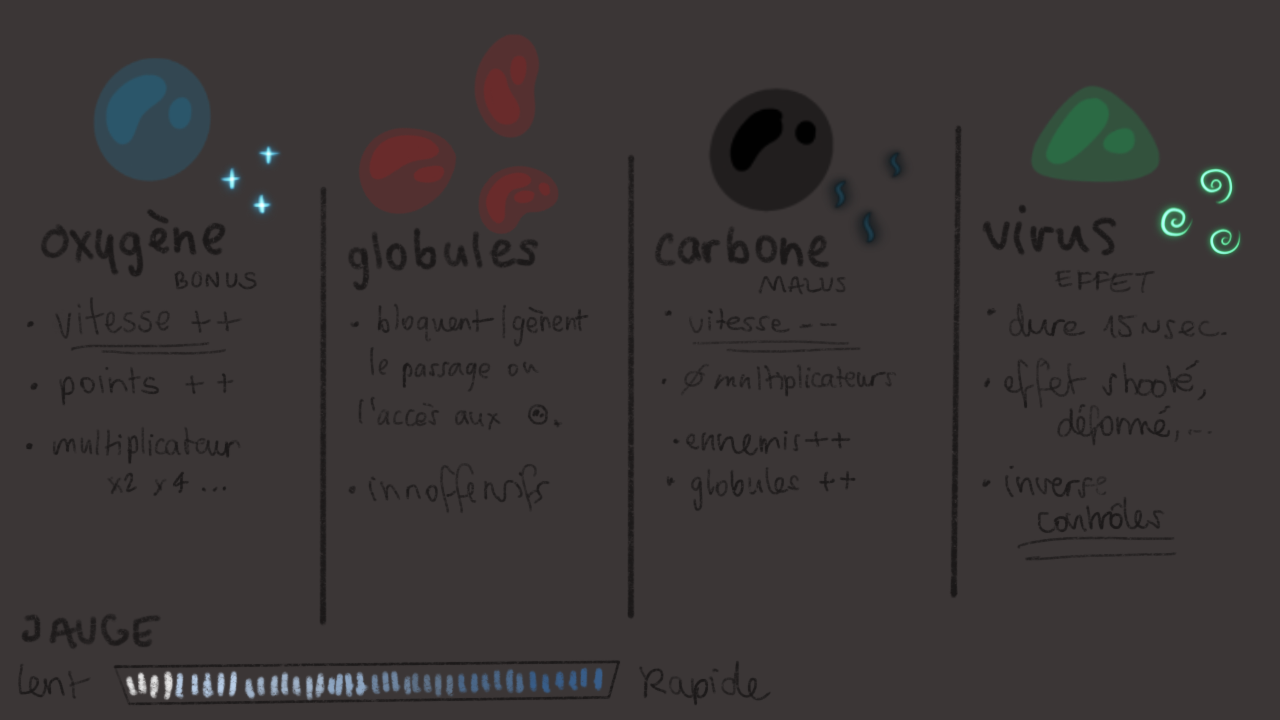 oxygène
BONUS
• vitesse ++
• points ++
• multiplicateur
x2 x4 ...
globules
• bloquent/gènent
le passage ou
l'accès aux
• innoffensifs
carbone
MALUS
• vitesse --
• Ø multiplicateurs
• ennemis ++
• globules ++
virus
EFFET
• dure 15 sec.
• effet shooté,
déformé,...
• inverse
contrôles
JAUGE
lent
Rapide